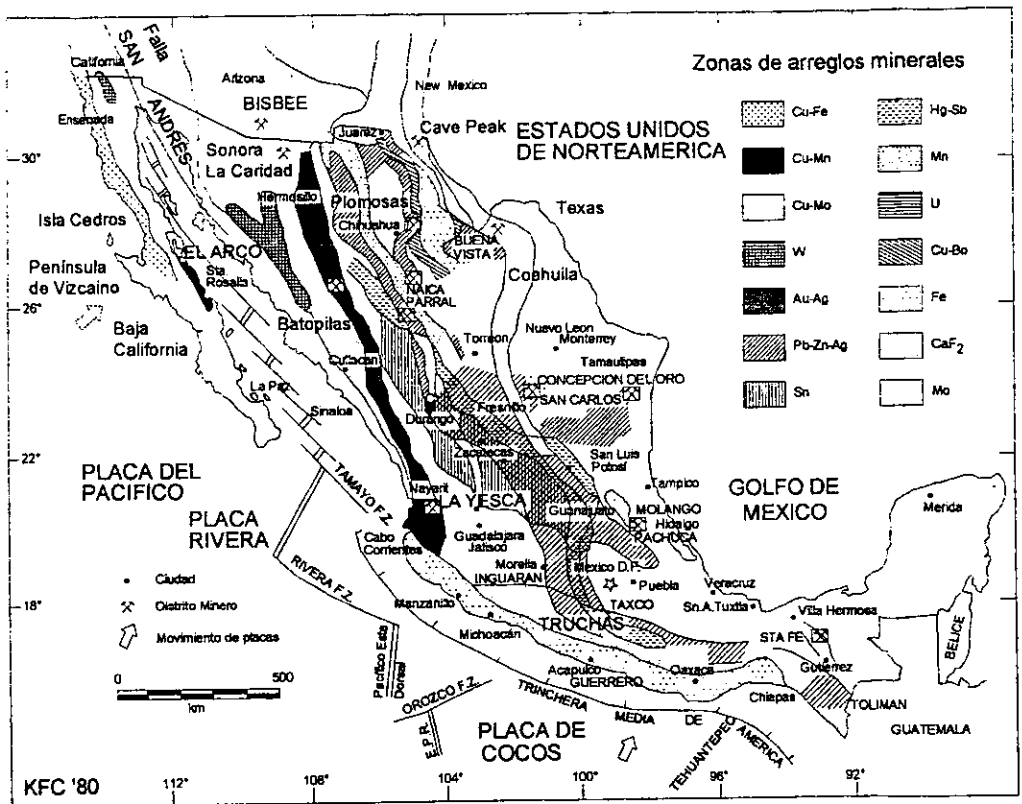 Zonas de arreglos minerales
Cu-Fe
Cu-Mn
Cu-Mo
W
Au-Ag
Pb-Zn-Ag
Sn
Hg-Sb
Mn
U
Cu-Bo
Fe
CaF2
Mo
Falla
SAN
ANDRES
California
Ensenada
Arizona
BISBEE
New Mexico
Juarez
Cave Peak
ESTADOS UNIDOS
DE NORTEAMERICA
Sonora
La Caridad
Hermosillo
Plomosas
Chihuahua
Texas
BUENA
VISTA
Coahuila
Isla Cedros
EL ARCO
Sta
Rosalia
Península
de Vizcaino
Baja
California
NAICA
PARRAL
Batopilas
Torreon
Nuevo Leon
Monterrey
Tamaulipas
Culiacan
La Paz
Sinaloa
CONCEPCION DEL ORO
SAN CARLOS
Durango
Fresnillo
Zacatecas
San Luis
Potosi
Tampico
PLACA DEL
PACIFICO
PLACA
RIVERA
TAMAYO F.Z.
Nayarit
LA YESCA
Guanajuato
MOLANGO
Hidalgo
PACHUCA
GOLFO DE
MEXICO
Merida
Cabo
Corrientes
Guadalajara
Jalisco
Morelia
INGUARAN
Mexico D.F.
Puebla
TAXCO
Veracruz
Sn.A.Tuxtla
Villa Hermosa
RIVERA F.Z.
Manzanillo
Michoacán
TRUCHAS
STA FE
BELICE
Gutierrez
Acapulco
GUERRERO
Oaxaca
Chiapas
TOLIMAN
GUATEMALA
Pacifico Este
Dorsal
OROZCO F.Z.
E.P.R.
TRINCHERA MEDIA DE AMERICA
PLACA DE
COCOS
TEHUANTEPEC
Ciudad
Distrito Minero
Movimiento de placas
0 500
km
KFC '80
30°
26°
22°
18°
112°
108°
104°
100°
96°
92°